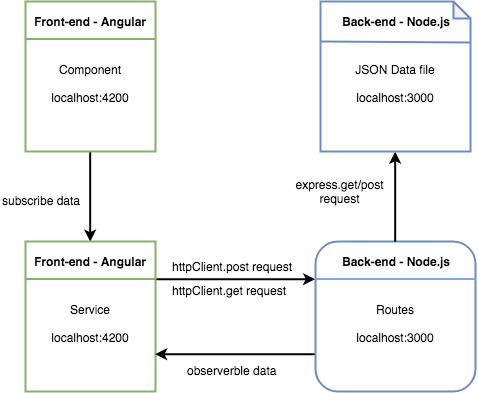 Front-end - Angular
Component
localhost:4200
Back-end - Node.js
JSON Data file
localhost:3000
subscribe data
express.get/post
request
Front-end - Angular
Service
localhost:4200
httpClient.post request
httpClient.get request
observerble data
Back-end - Node.js
Routes
localhost:3000